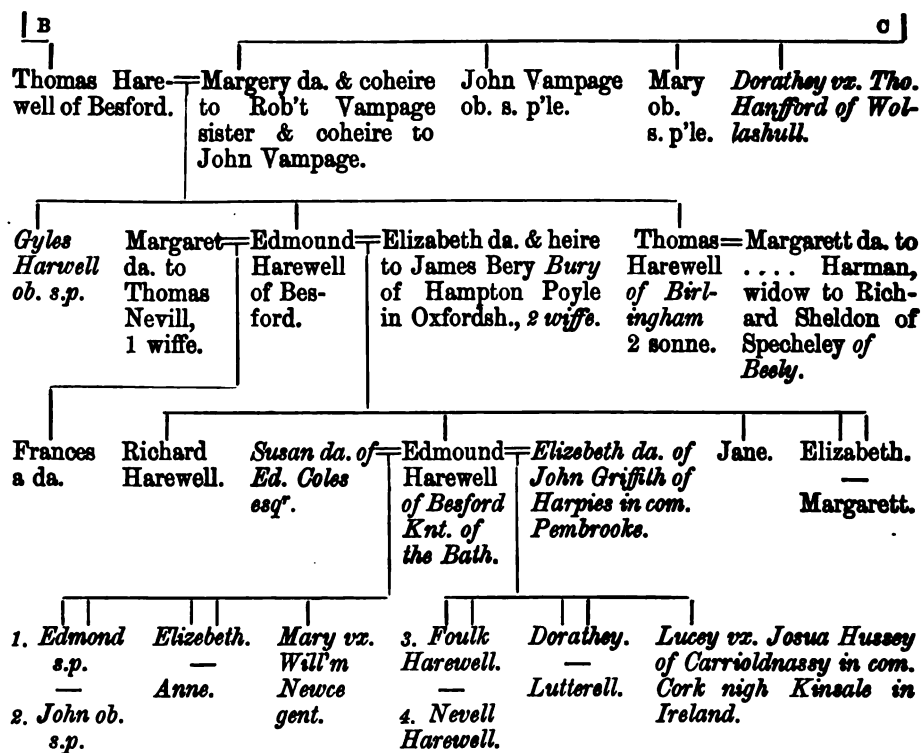 B
C
Thomas Hare-
well of Besford.
Margery da. & coheire
to Rob't Vampage
sister & coheire to
John Vampage.
John Vampage
ob. s. p'le.
Mary
ob.
s. p'le.
Dorathey vx. Tho.
Hanfford of Wol-
lashull.
Gyles
Harwell
ob. s.p.
Margaret
da. to
Thomas
Nevill,
1 wiffe.
Edmound
Harewell
of Bes-
ford.
Elizabeth da. & heire
to James Bery Bury
of Hampton Poyle
in Oxfordsh., 2 wiffe.
Thomas
Harewell
of Birl-
ingham
2 sonne.
Margarett da. to
.... Harman,
widow to Rich-
ard Sheldon of
Specheley of
Beely.
Frances
a da.
Richard
Harewell.
Susan da. of
Ed. Coles
esqr.
Edmound
Harewell
of Besford
Knt. of
the Bath.
Elizebeth da. of
John Griffith of
Harpies in com.
Pembrooke.
Jane.
Elizabeth.
—
Margarett.
1. Edmond
s.p.
—
2. John ob.
s.p.
Elizebeth.
—
Anne.
Mary vx.
Will'm
Newce
gent.
3. Foulk
Harewell.
—
4. Nevell
Harewell.
Dorathey.
—
Lutterell.
Lucey vx. Josua Hussey
of Carrioldnassy in com.
Cork nigh Kinsale in
Ireland.